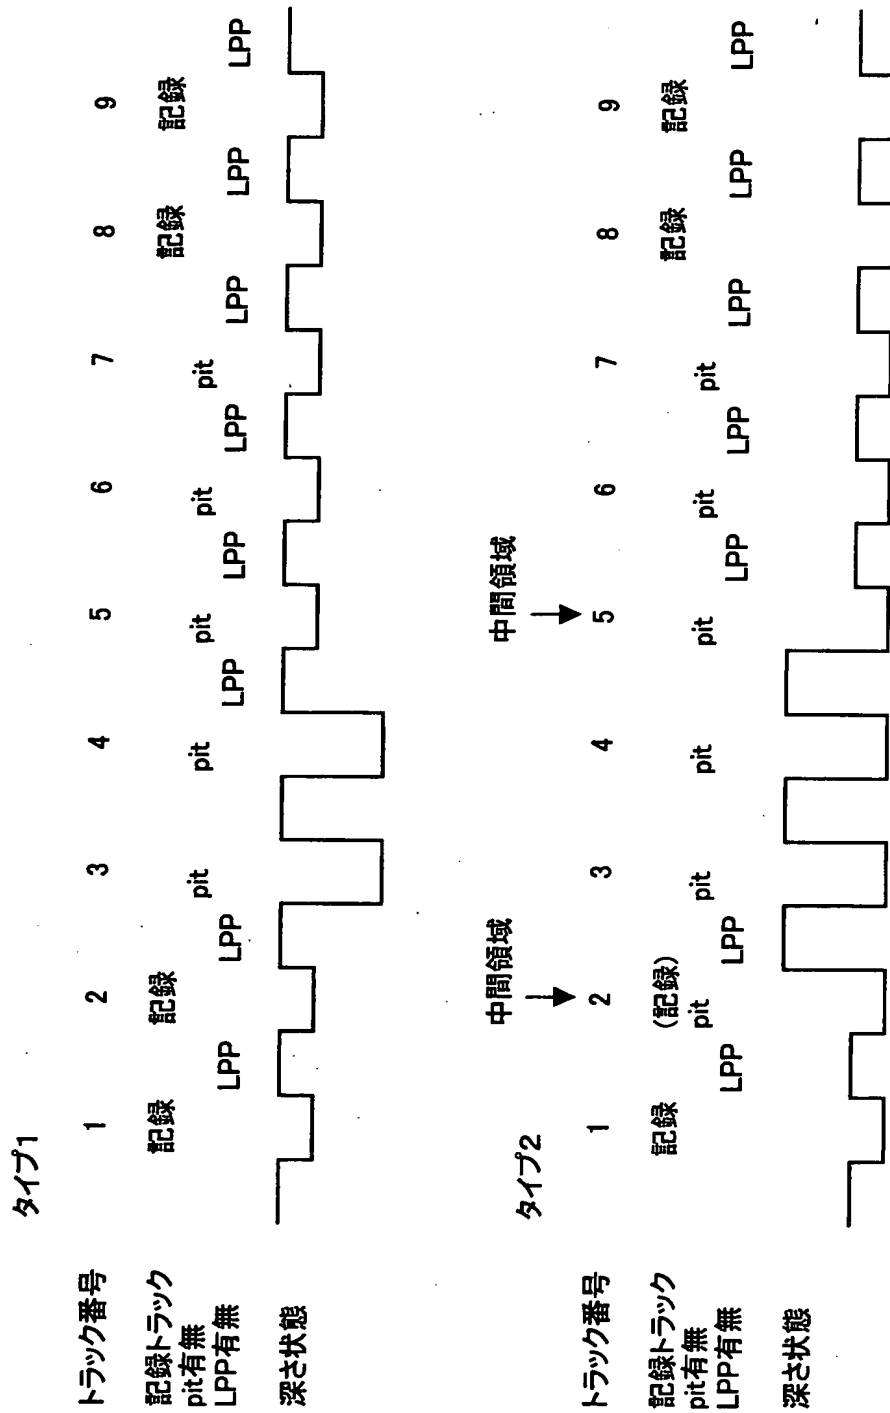 タイプ1
トラック番号 1 2 3 4 5 6 7 8 9
記録トラック 記録 記録 記録 記録
pit有無 pit pit pit pit pit
LPP有無 LPP LPP LPP LPP LPP LPP LPP LPP
深さ状態
タイプ2
中間領域 中間領域
トラック番号 1 2 3 4 5 6 7 8 9
記録トラック 記録 (記録) 記録 記録
pit有無 pit pit pit pit pit pit
LPP有無 LPP LPP LPP LPP LPP LPP LPP
深さ状態